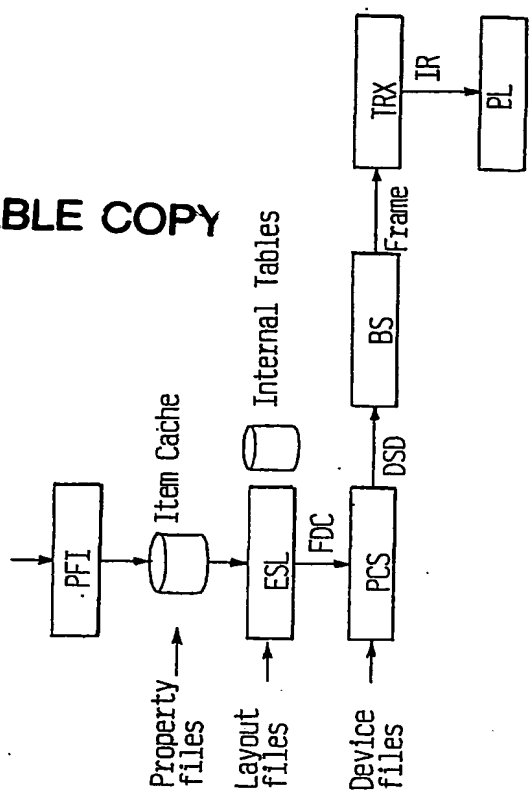 BLE COPY
PFI
Item Cache
Property
files
Internal Tables
ESL
Layout
files
FDC
PCS
Device
files
DSD
BS
Frame
TRX
IR
PL